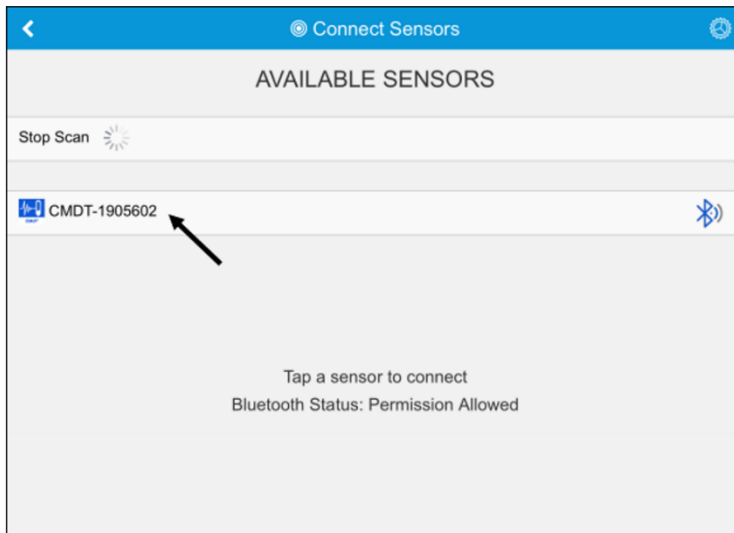 Connect Sensors
AVAILABLE SENSORS
Stop Scan
CMDT-1905602
Tap a sensor to connect
Bluetooth Status: Permission Allowed